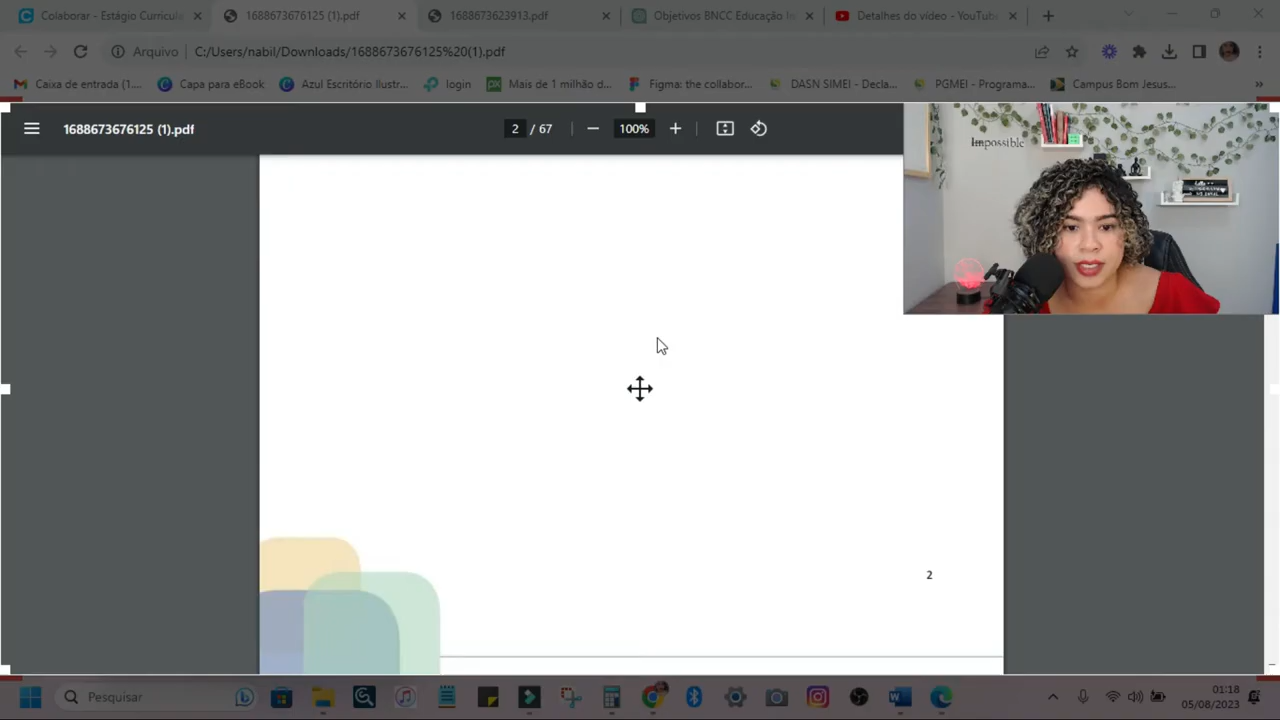 Colaborar - Estágio Curricula
1688673676125 (1).pdf
1688673623913.pdf
Objetivos BNCC Educação In
Detalhes do vídeo - YouTube
Arquivo
C:/Users/nabil/Downloads/1688673676125%20(1).pdf
Caixa de entrada (1...
Capa para eBook
Azul Escritório Ilustr...
login
Mais de 1 milhão d...
Figma: the collabor...
DASN SIMEI - Decla...
PGMEI - Programa...
Campus Bom Jesus...
»
1688673676125 (1).pdf
2 / 67
100%
Impossible
2
Pesquisar
01:18
05/08/2023